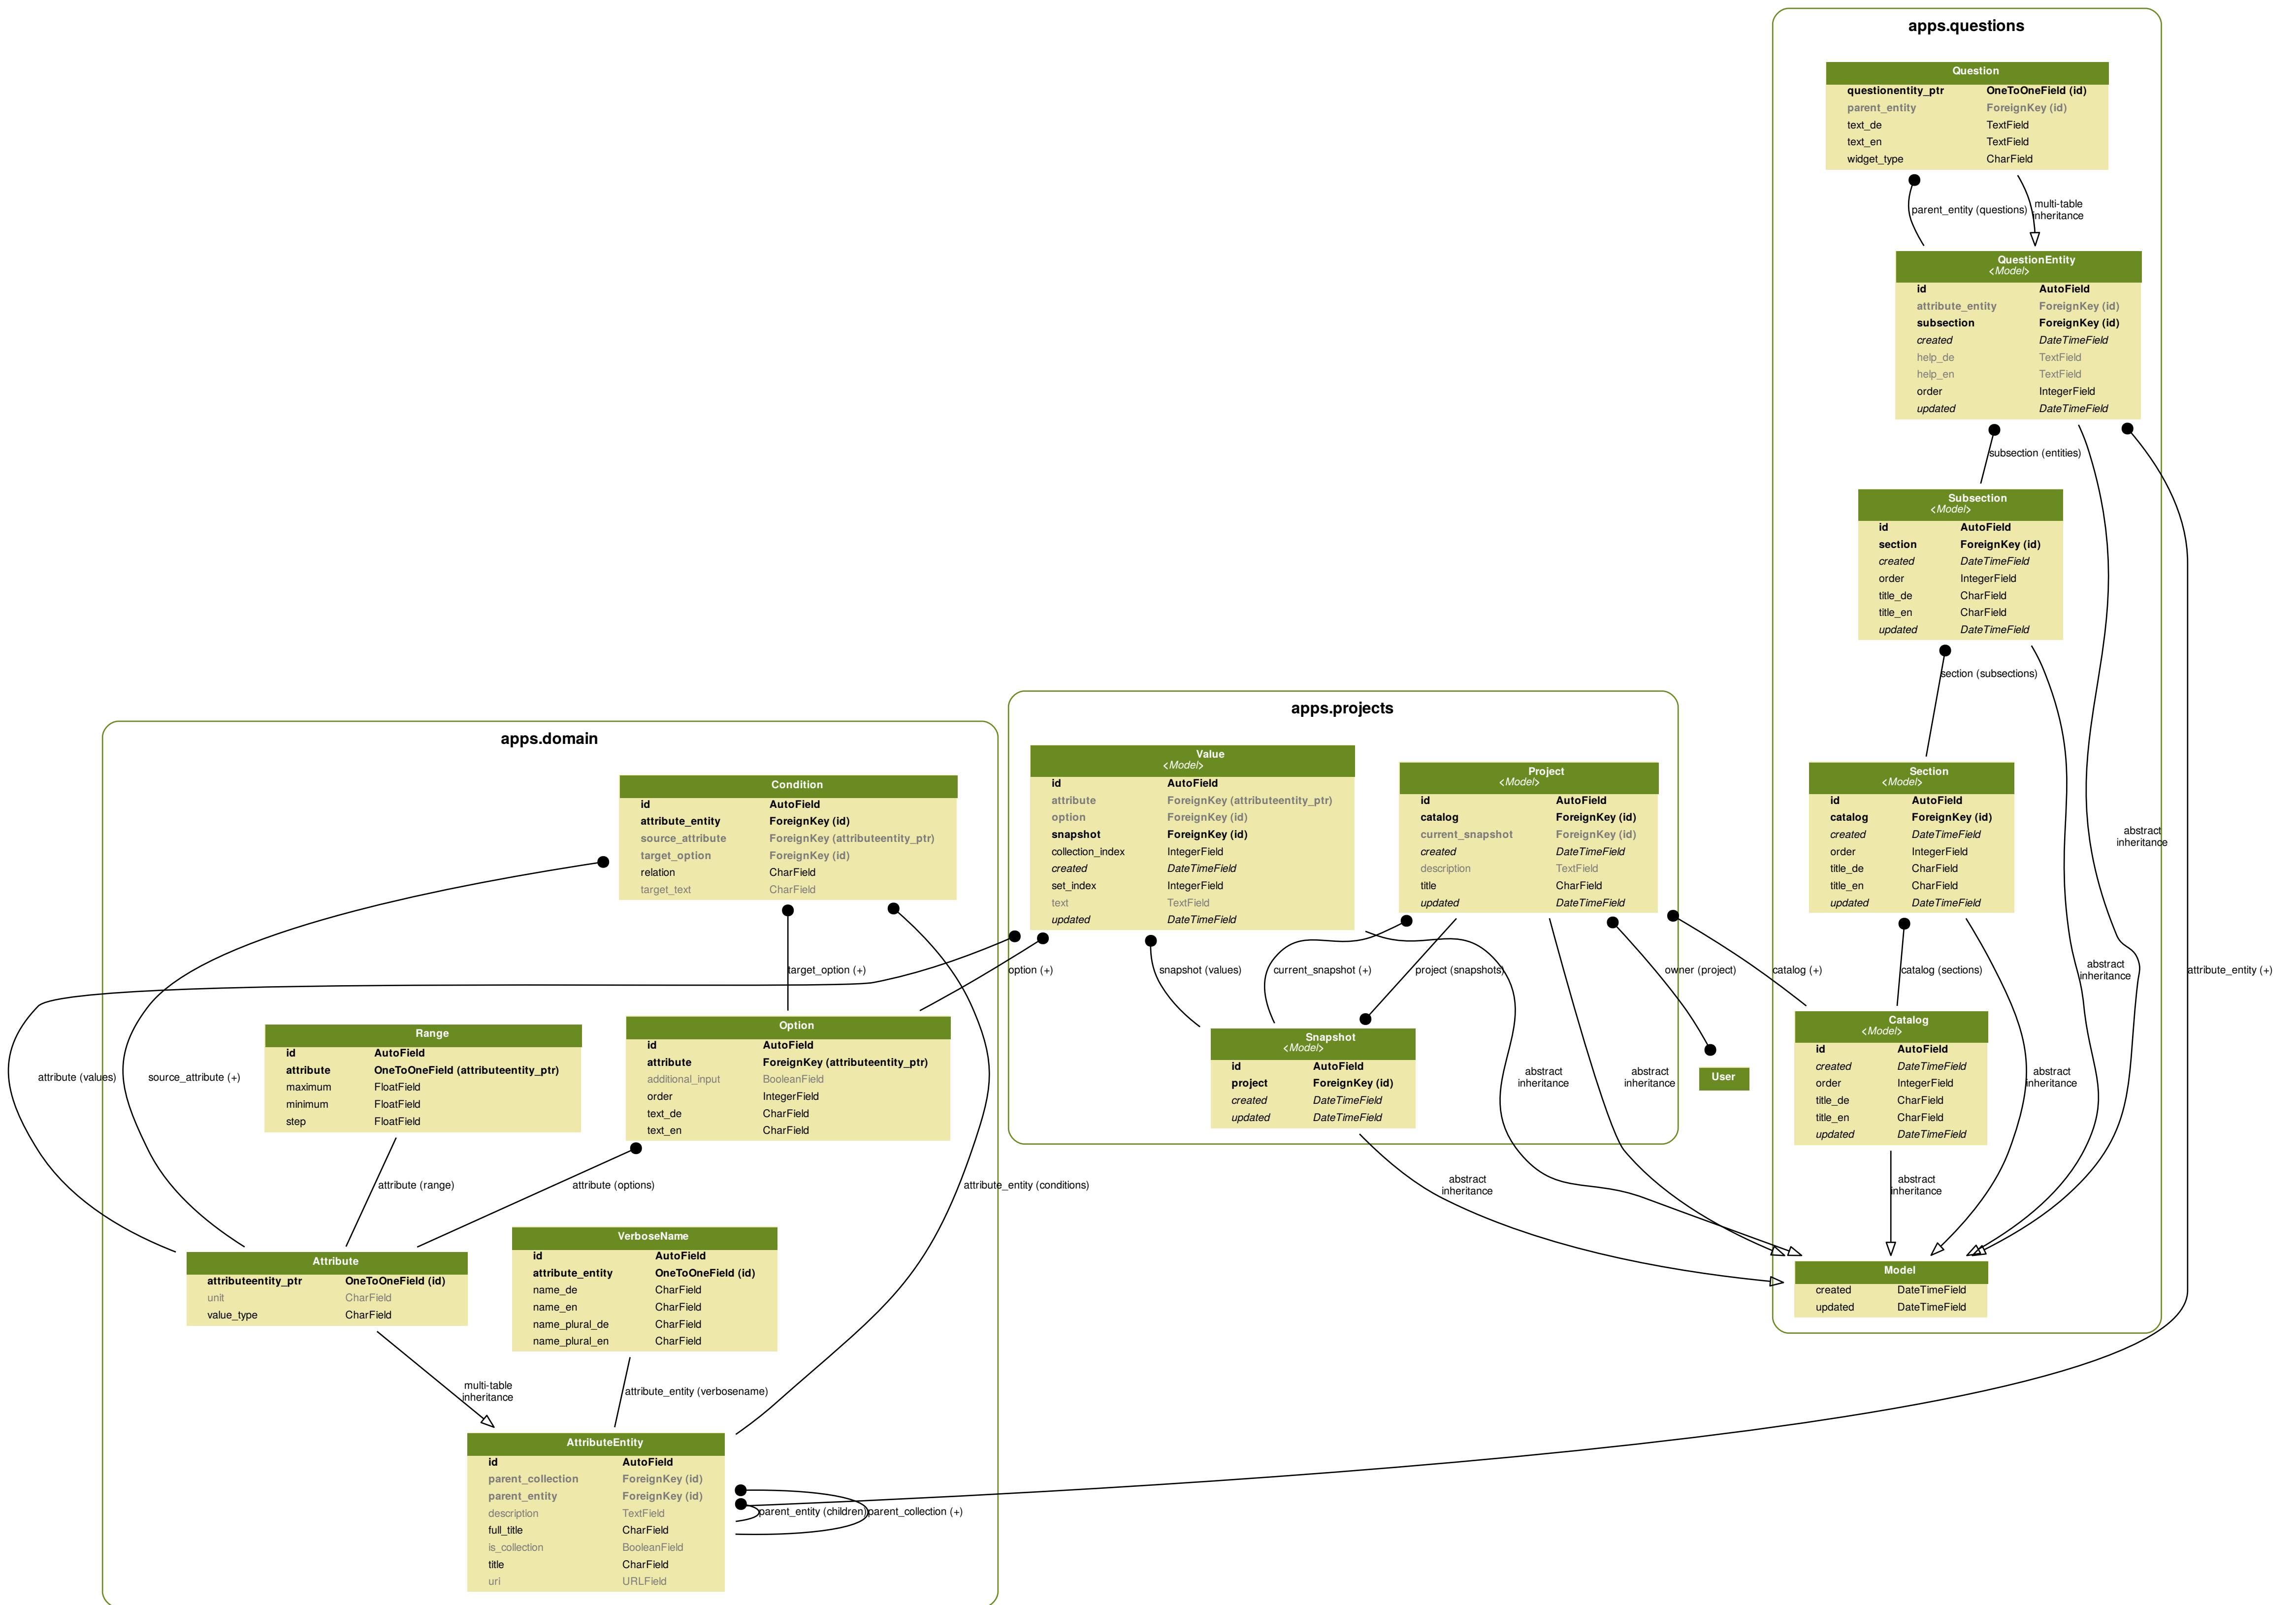 apps.questions
Question
questionentity_ptr OneToOneField (id)
parent_entity ForeignKey (id)
text_de TextField
text_en TextField
widget_type CharField
parent_entity (questions)
multi-table
inheritance
QuestionEntity
<Model>
id AutoField
attribute_entity ForeignKey (id)
subsection ForeignKey (id)
created DateTimeField
help_de TextField
help_en TextField
order IntegerField
updated DateTimeField
subsection (entities)
Subsection
<Model>
id AutoField
section ForeignKey (id)
created DateTimeField
order IntegerField
title_de CharField
title_en CharField
updated DateTimeField
section (subsections)
Section
<Model>
id AutoField
catalog ForeignKey (id)
created DateTimeField
order IntegerField
title_de CharField
title_en CharField
updated DateTimeField
abstract
inheritance
abstract
inheritance
attribute_entity (+)
catalog (+)
catalog (sections)
Catalog
<Model>
id AutoField
created DateTimeField
order IntegerField
title_de CharField
title_en CharField
updated DateTimeField
abstract
inheritance
abstract
inheritance
Model
created DateTimeField
updated DateTimeField
apps.projects
Value
<Model>
id AutoField
attribute ForeignKey (attributeentity_ptr)
option ForeignKey (id)
snapshot ForeignKey (id)
collection_index IntegerField
created DateTimeField
set_index IntegerField
text TextField
updated DateTimeField
Project
<Model>
id AutoField
catalog ForeignKey (id)
current_snapshot ForeignKey (id)
created DateTimeField
description TextField
title CharField
updated DateTimeField
option (+)
snapshot (values)
current_snapshot (+)
project (snapshots)
owner (project)
Snapshot
<Model>
id AutoField
project ForeignKey (id)
created DateTimeField
updated DateTimeField
abstract
inheritance
abstract
inheritance
User
abstract
inheritance
apps.domain
Condition
id AutoField
attribute_entity ForeignKey (id)
source_attribute ForeignKey (attributeentity_ptr)
target_option ForeignKey (id)
relation CharField
target_text CharField
target_option (+)
attribute (values)
source_attribute (+)
Range
id AutoField
attribute OneToOneField (attributeentity_ptr)
maximum FloatField
minimum FloatField
step FloatField
Option
id AutoField
attribute ForeignKey (attributeentity_ptr)
additional_input BooleanField
order IntegerField
text_de CharField
text_en CharField
attribute (range)
attribute (options)
attribute_entity (conditions)
Attribute
attributeentity_ptr OneToOneField (id)
unit CharField
value_type CharField
VerboseName
id AutoField
attribute_entity OneToOneField (id)
name_de CharField
name_en CharField
name_plural_de CharField
name_plural_en CharField
multi-table
inheritance
attribute_entity (verbosename)
AttributeEntity
id AutoField
parent_collection ForeignKey (id)
parent_entity ForeignKey (id)
description TextField
full_title CharField
is_collection BooleanField
title CharField
uri URLField
parent_entity (children)
parent_collection (+)